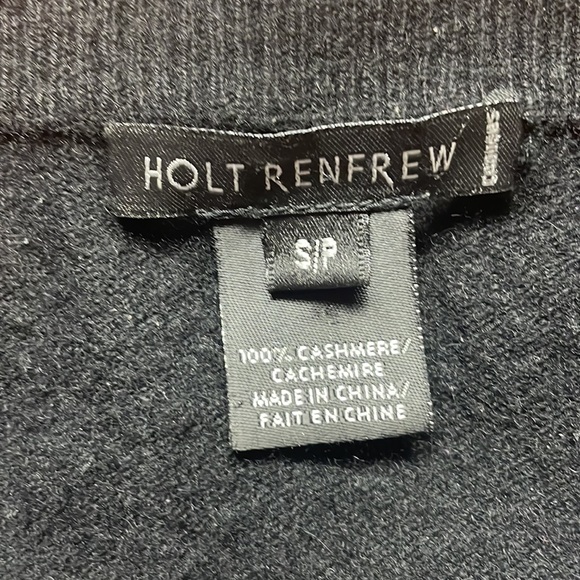 HOLT RENFREW
S/P
100% CASHMERE/
CACHEMIRE
MADE IN CHINA/
FAIT EN CHINE